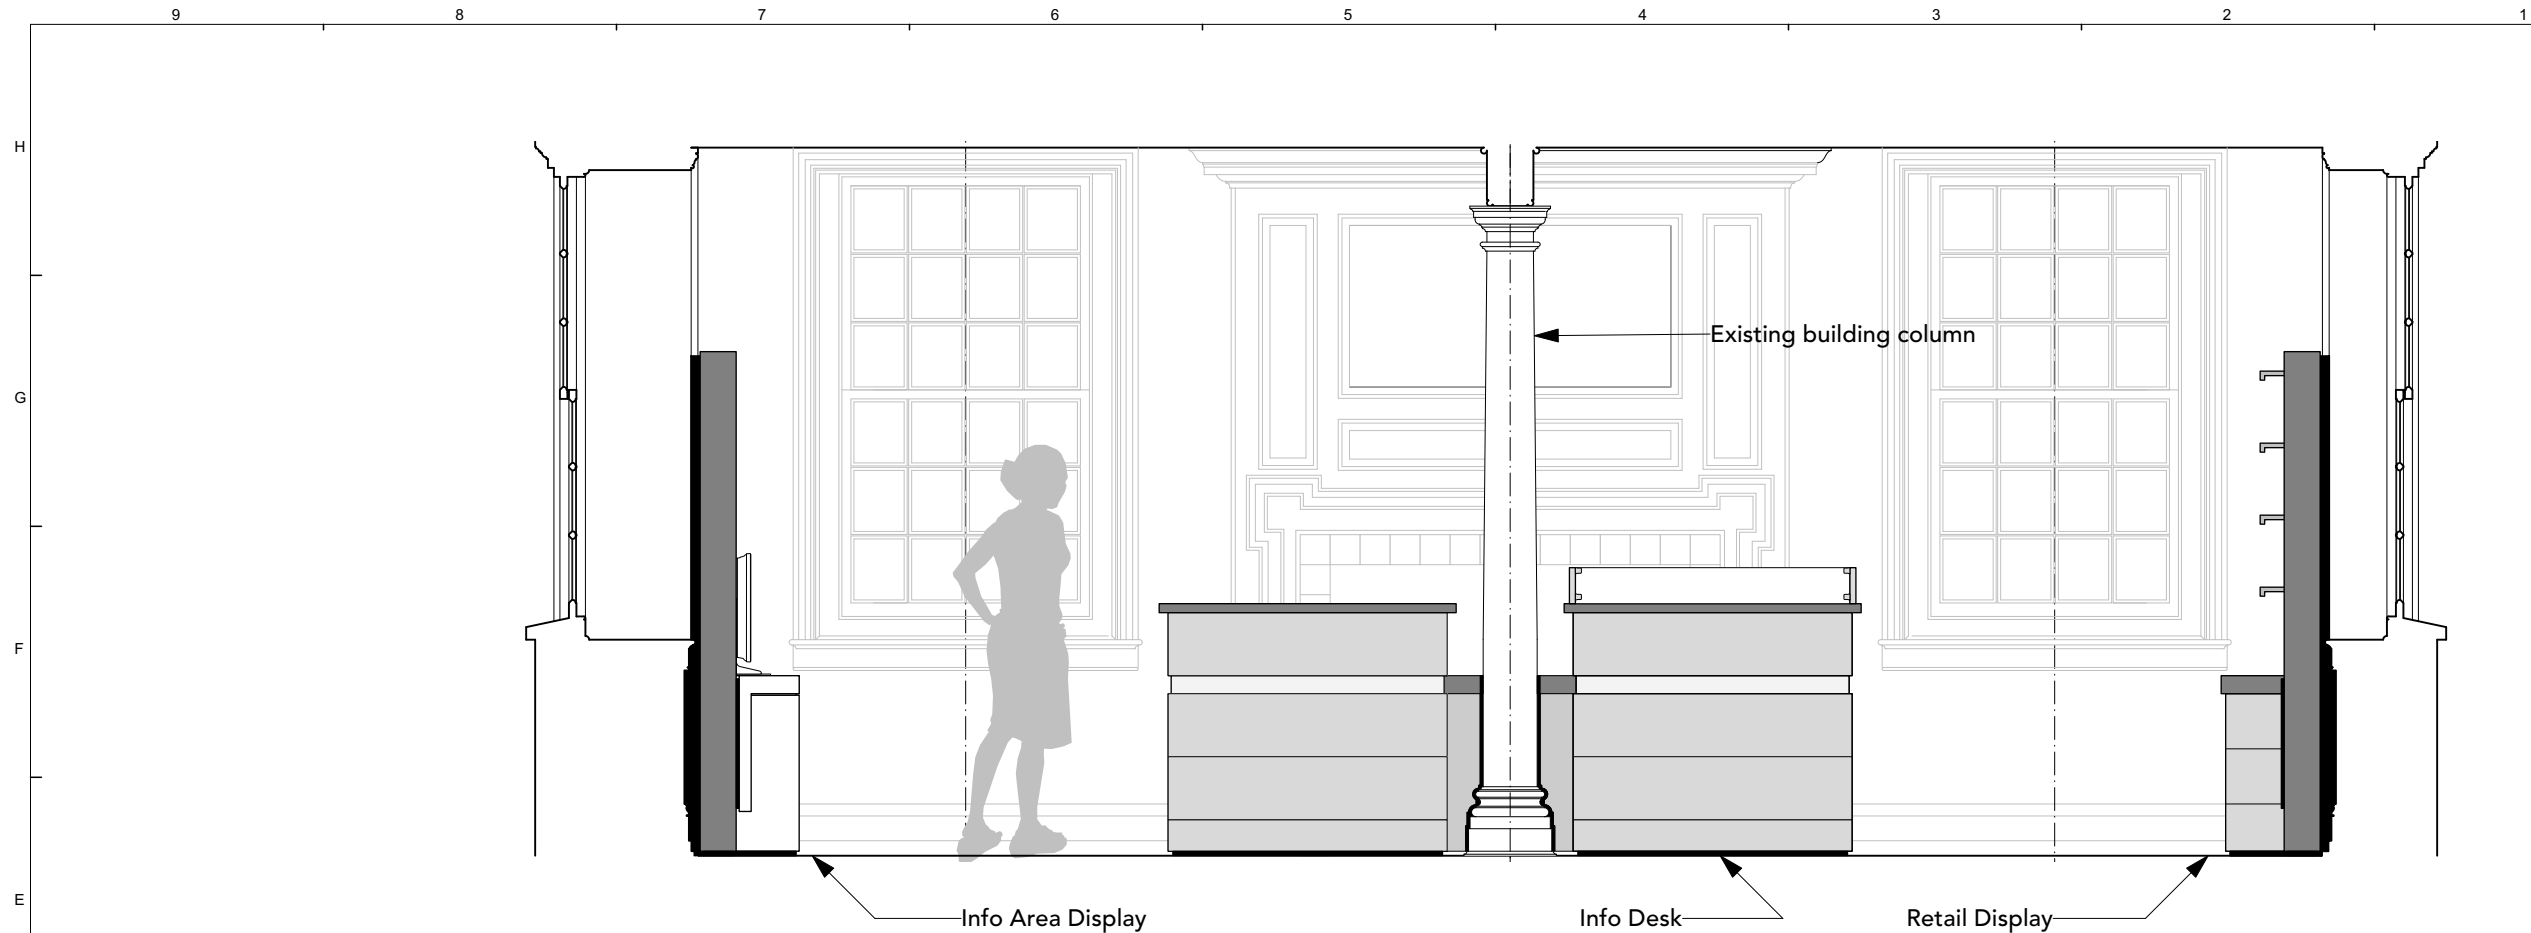 9 8 7 6 5 4 3 2 1
H
Existing building column
G
F
E
Info Area Display Info Desk Retail Display